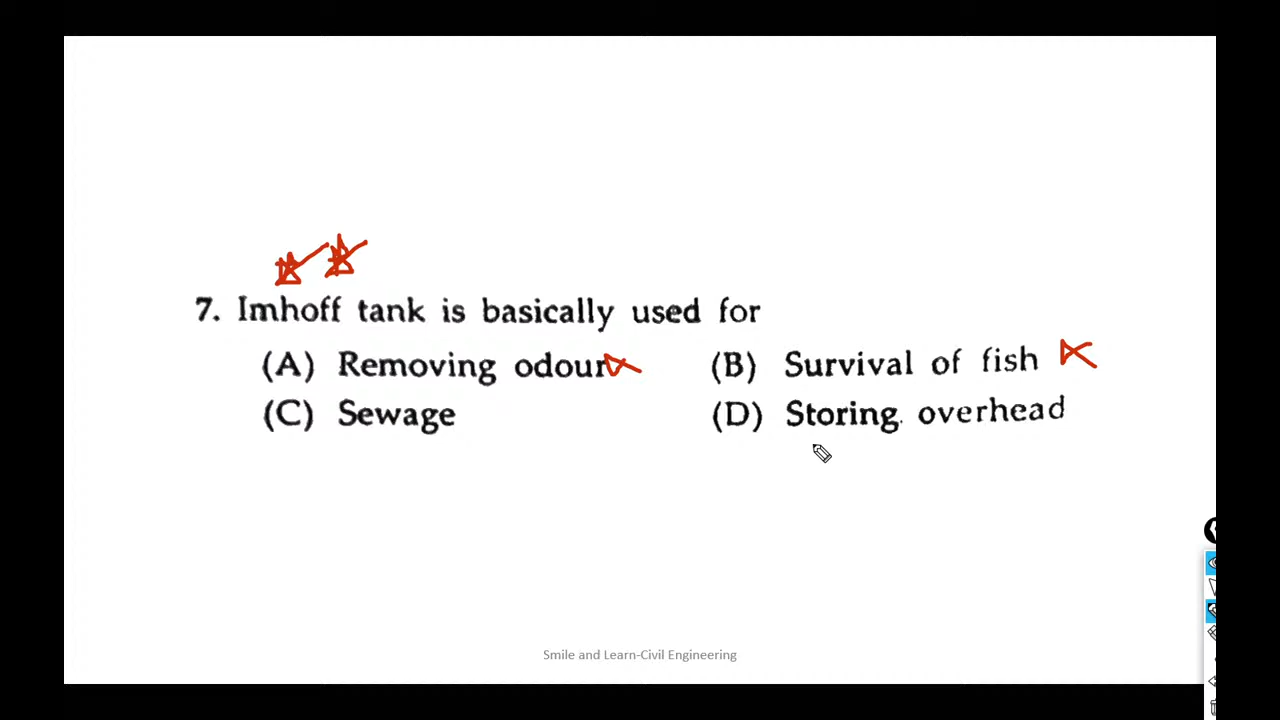 7. Imhoff tank is basically used for
(A) Removing odour (B) Survival of fish
(C) Sewage (D) Storing overhead
Smile and Learn-Civil Engineering